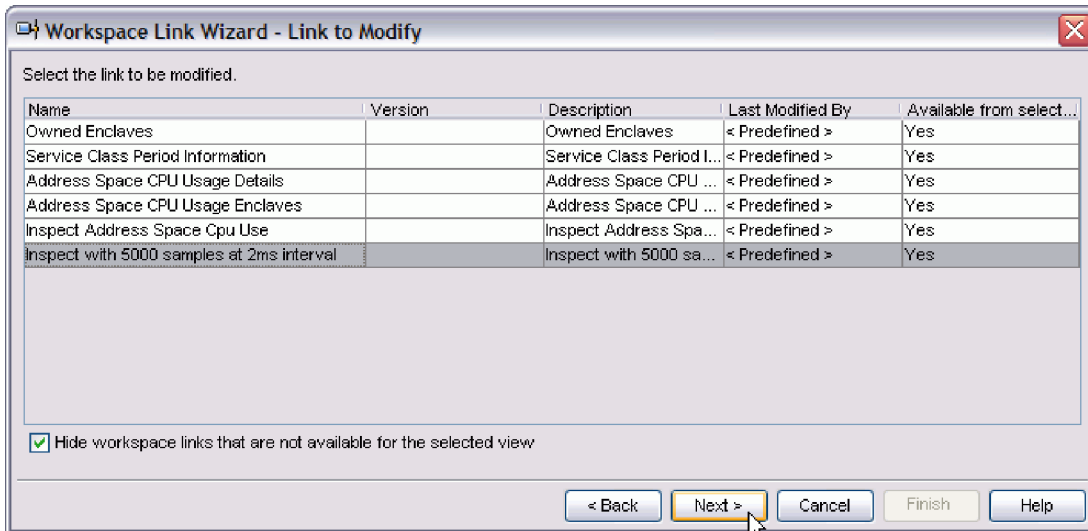 Workspace Link Wizard - Link to Modify
Select the link to be modified.
Name Version Description Last Modified By Available from select...
Owned Enclaves Owned Enclaves < Predefined > Yes
Service Class Period Information Service Class Period I... < Predefined > Yes
Address Space CPU Usage Details Address Space CPU ... < Predefined > Yes
Address Space CPU Usage Enclaves Address Space CPU ... < Predefined > Yes
Inspect Address Space Cpu Use Inspect Address Spa... < Predefined > Yes
Inspect with 5000 samples at 2ms interval Inspect with 5000 sa... < Predefined > Yes
Hide workspace links that are not available for the selected view
< Back Next > Cancel Finish Help